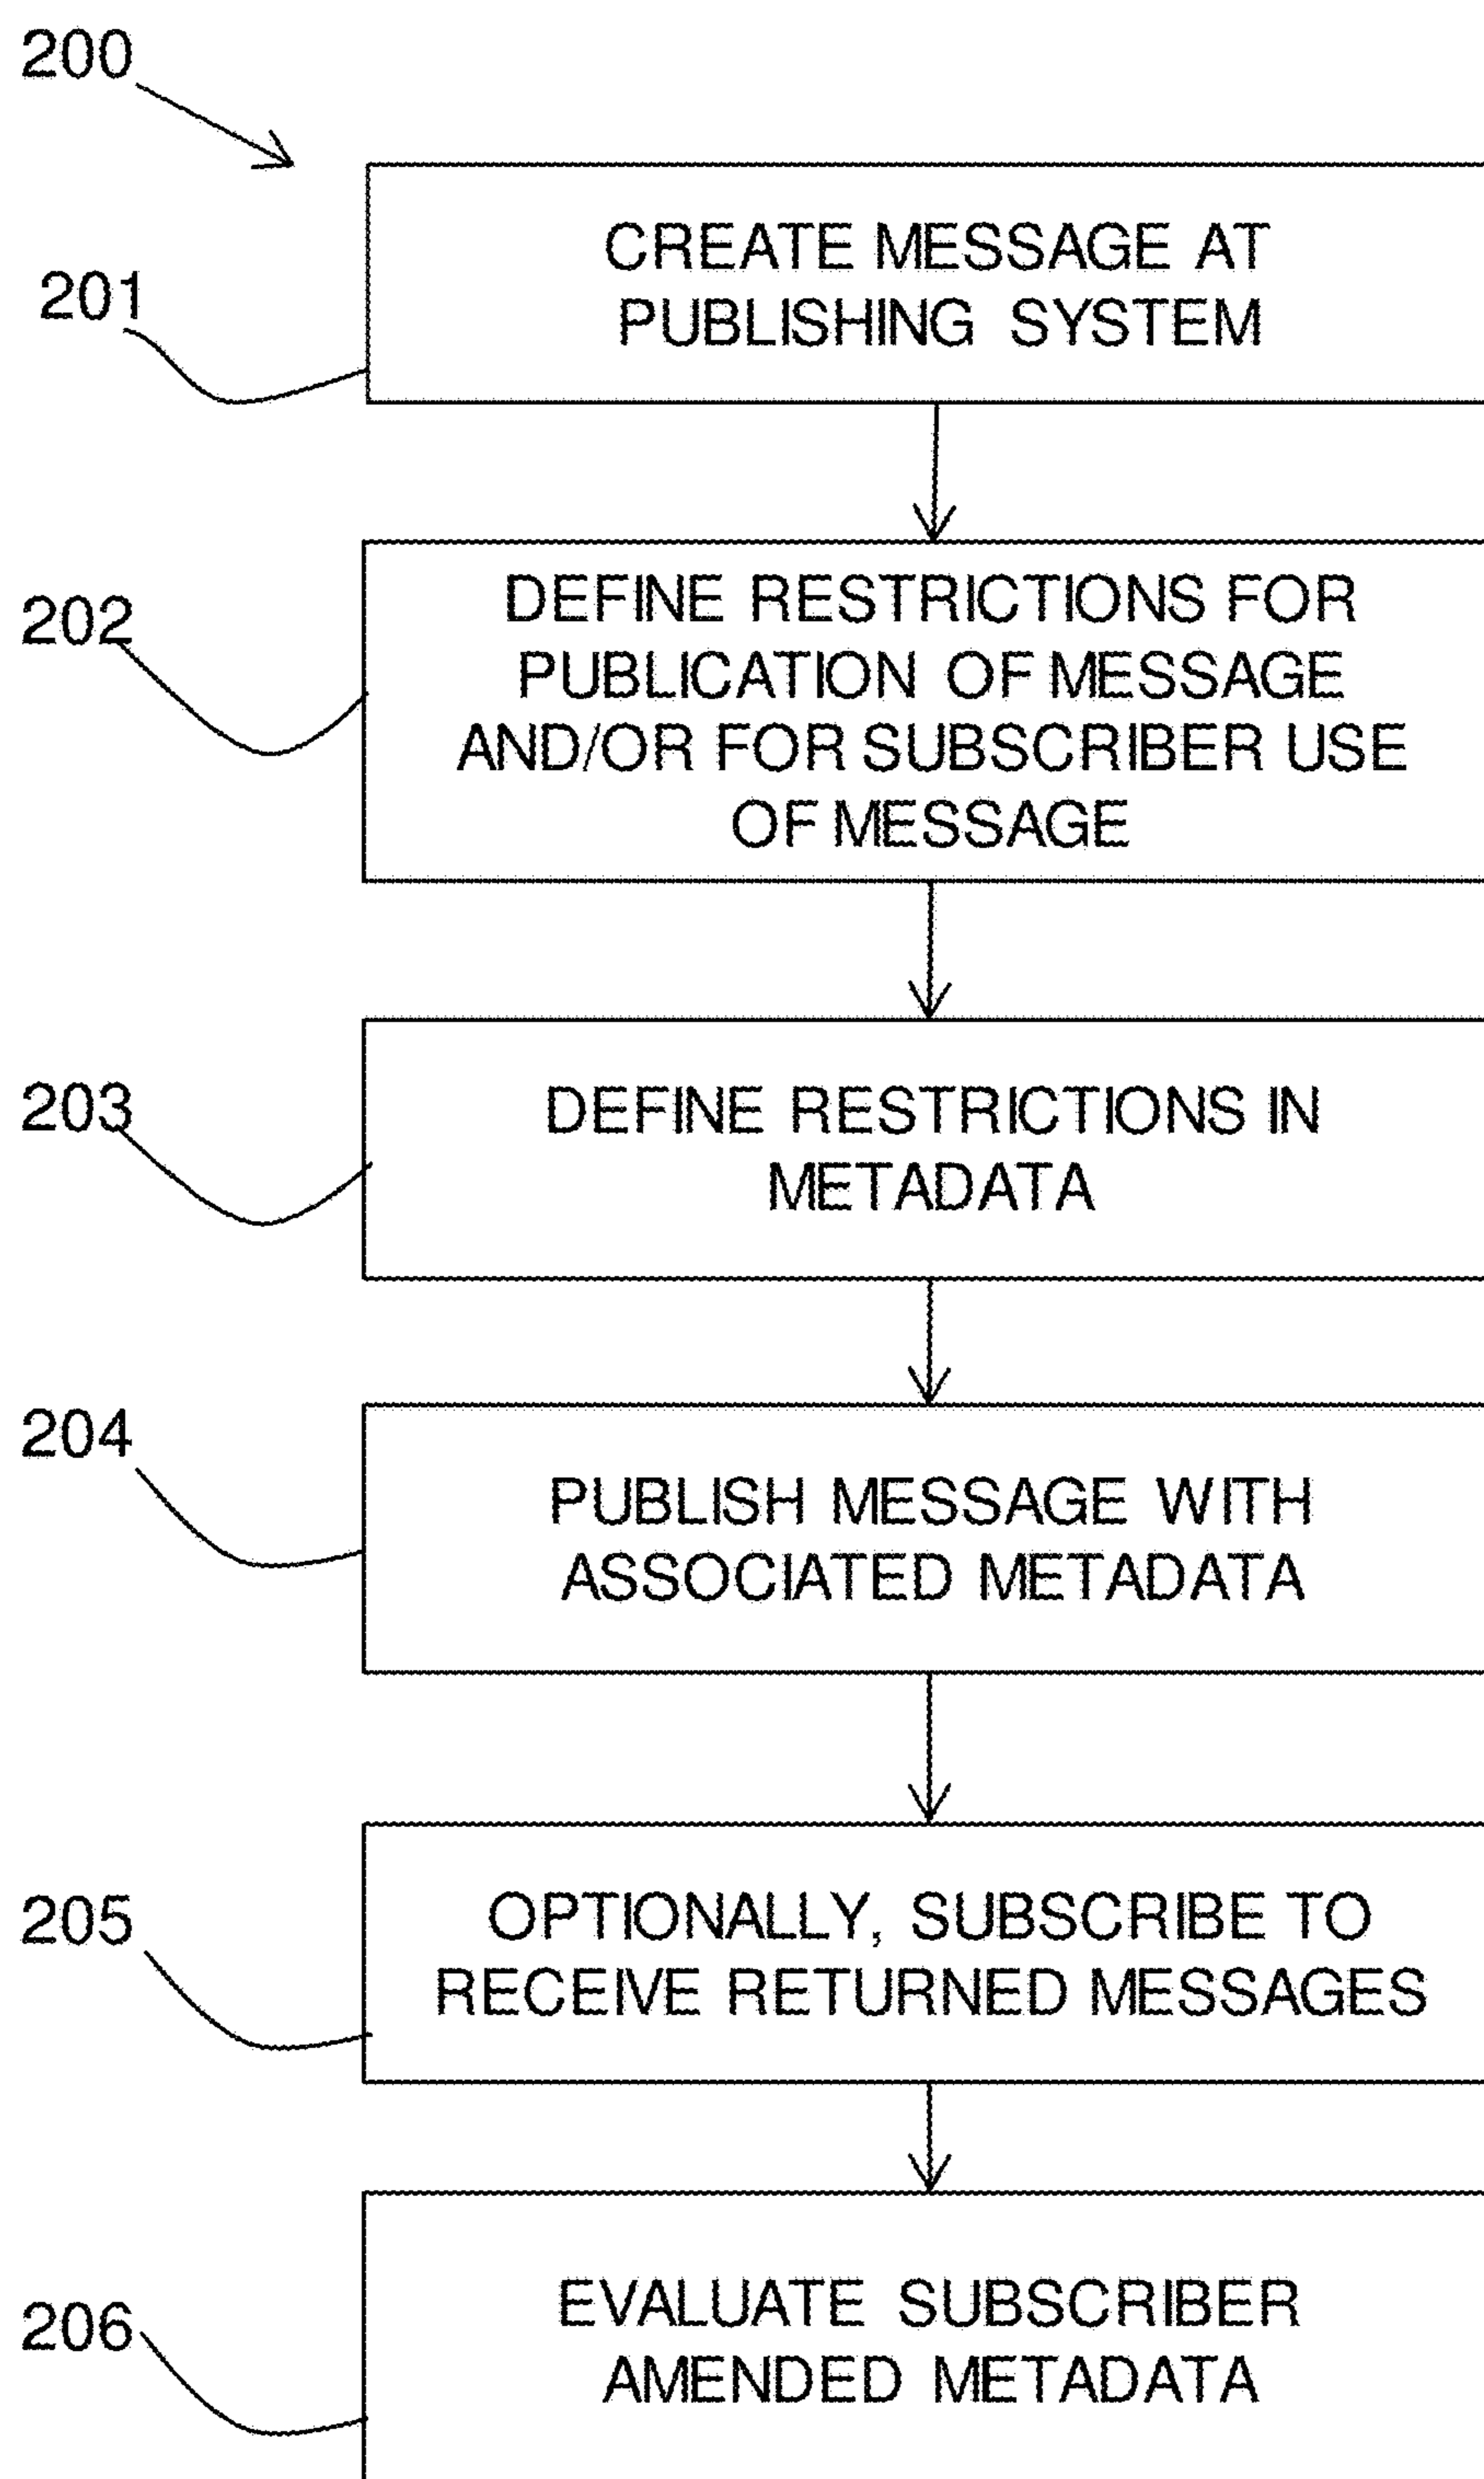 200
201
CREATE MESSAGE AT
PUBLISHING SYSTEM
202
DEFINE RESTRICTIONS FOR
PUBLICATION OF MESSAGE
AND/OR FOR SUBSCRIBER USE
OF MESSAGE
203
DEFINE RESTRICTIONS IN
METADATA
204
PUBLISH MESSAGE WITH
ASSOCIATED METADATA
205
OPTIONALLY, SUBSCRIBE TO
RECEIVE RETURNED MESSAGES
206
EVALUATE SUBSCRIBER
AMENDED METADATA